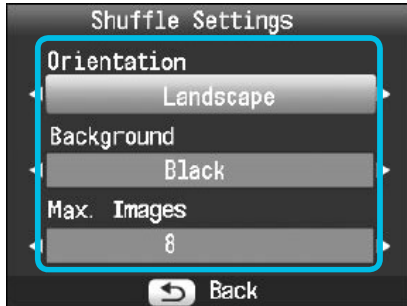 Shuffle Settings
Orientation
Landscape
Background
Black
Max. Images
8
Back